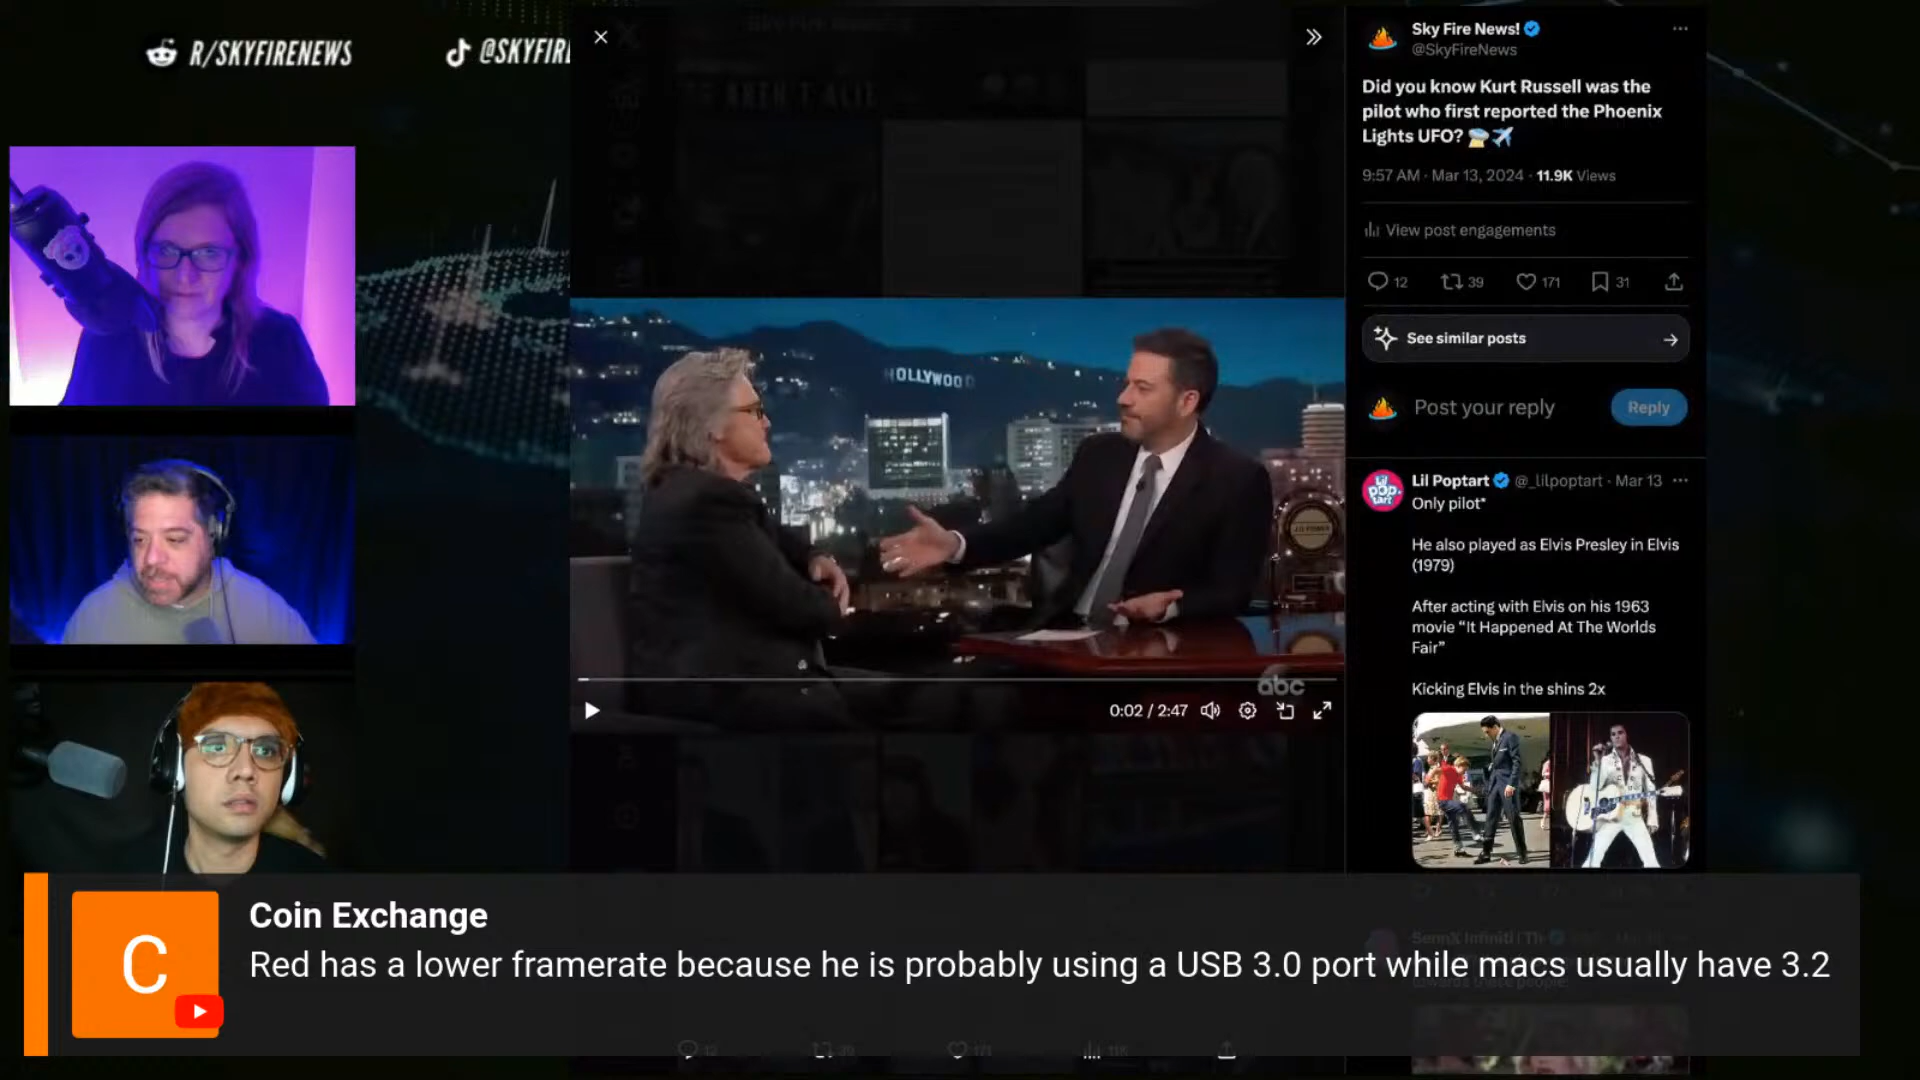 R/SKYFIRENEWS
@SKYFIRE
Sky Fire News!
@SkyFireNews
Did you know Kurt Russell was the
pilot who first reported the Phoenix
Lights UFO?
9:57 AM · Mar 13, 2024 · 11.9K Views
View post engagements
12 39 171 31
See similar posts
Post your reply
Reply
HOLLYWOOD
abc
0:02 / 2:47
Lil Poptart @_lilpoptart · Mar 13
Only pilot*
He also played as Elvis Presley in Elvis
(1979)
After acting with Elvis on his 1963
movie “It Happened At The Worlds
Fair”
Kicking Elvis in the shins 2x
C
Coin Exchange
Red has a lower framerate because he is probably using a USB 3.0 port while macs usually have 3.2